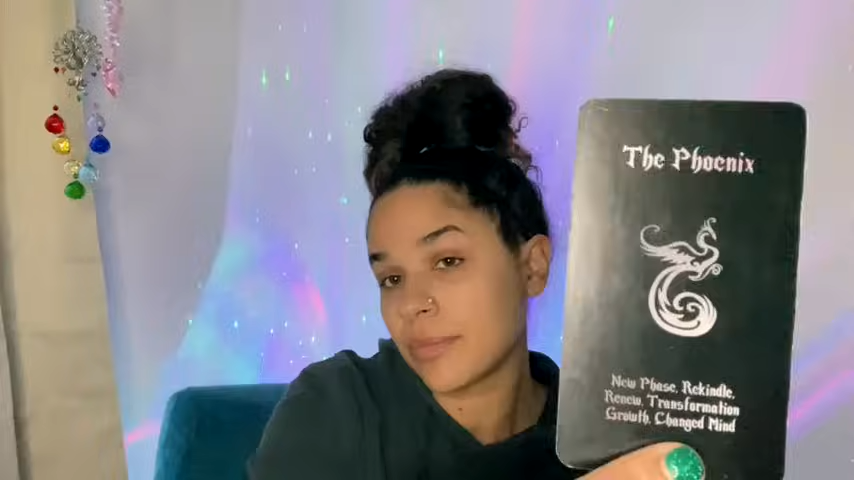 The Phoenix
New Phase, Rekindle,
Renew, Transformation
Growth, Changed Mind